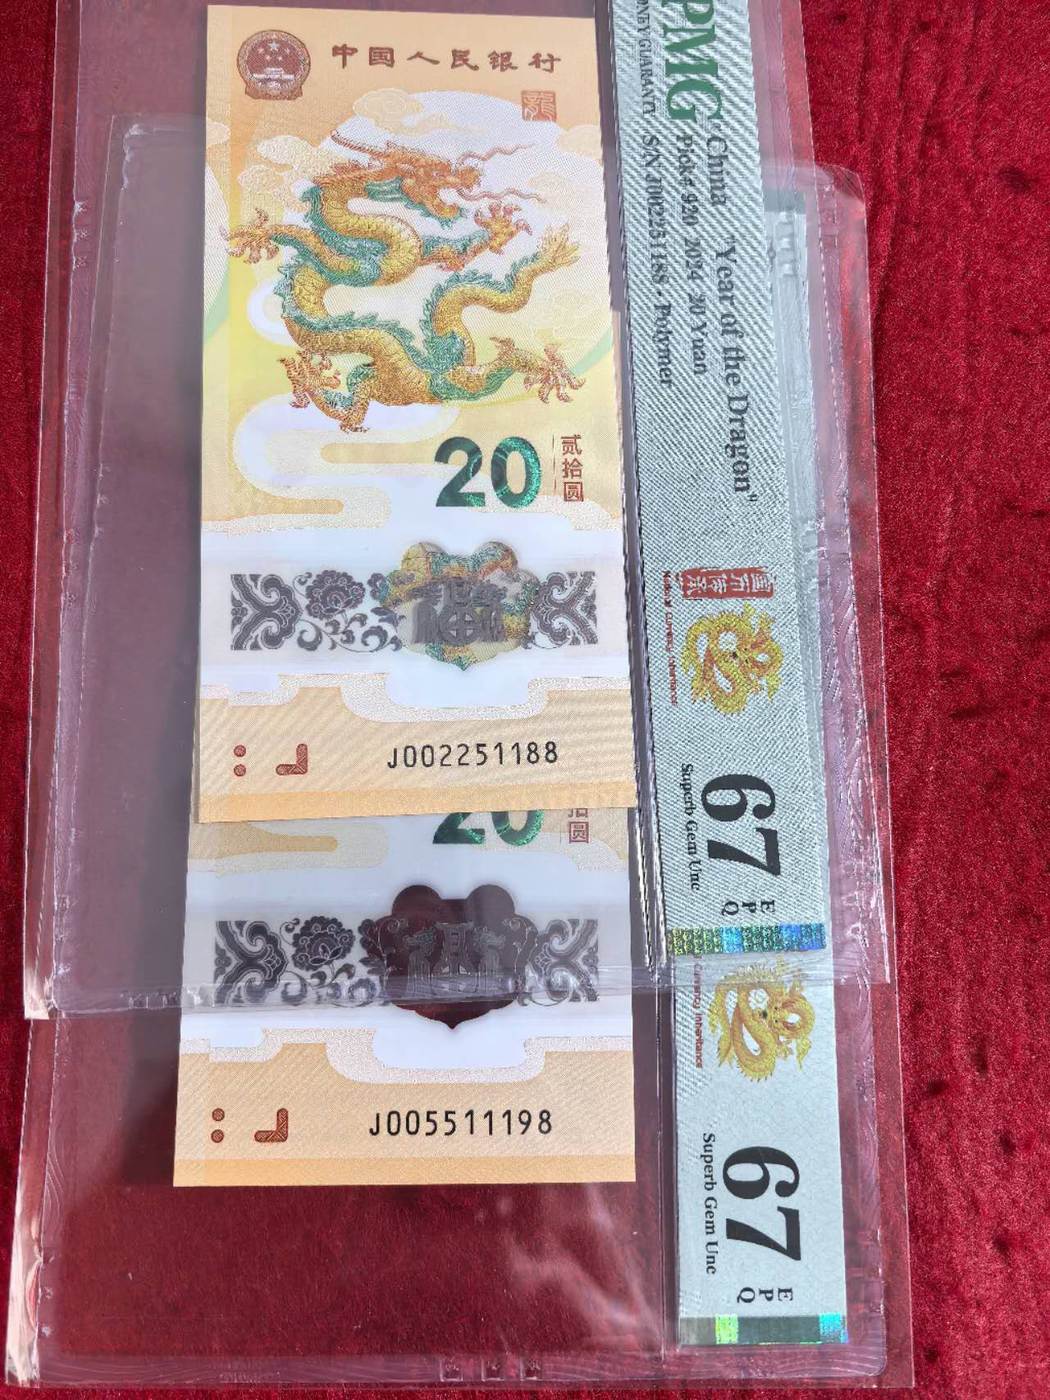 中国人民银行
龍
20
贰拾圆
J002251188
20
拾圆
J005511198
PMG
China "Year of the Dragon"
Pick# 920 2024 20 Yuan
S/N J002251188 Polymer
67
EPQ
Superb Gem Unc
67
EPQ
Superb Gem Unc